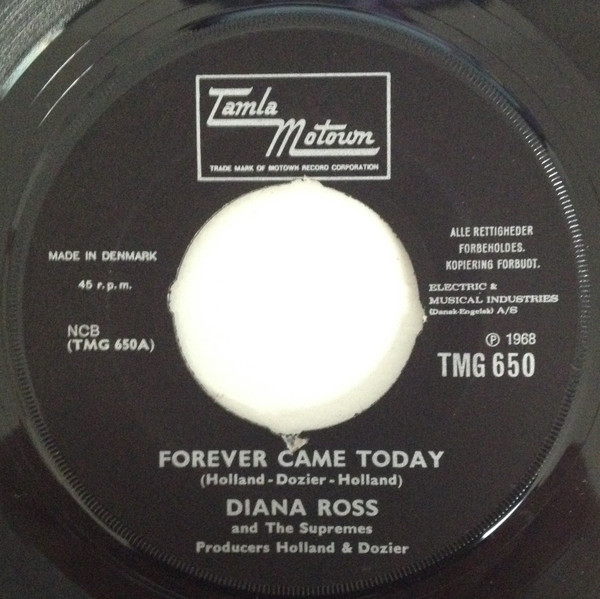 Tamla
Motown
TRADE MARK OF MOTOWN RECORD CORPORATION
MADE IN DENMARK
45 r.p.m.
NCB
(TMG 650A)
ALLE RETTIGHEDER
FORBEHOLDES.
KOPIERING FORBUDT.
ELECTRIC &
MUSICAL INDUSTRIES
(Dansk-Engelsk) A/S
℗ 1968
TMG 650
FOREVER CAME TODAY
(Holland - Dozier - Holland)
DIANA ROSS
and The Supremes
Producers Holland & Dozier